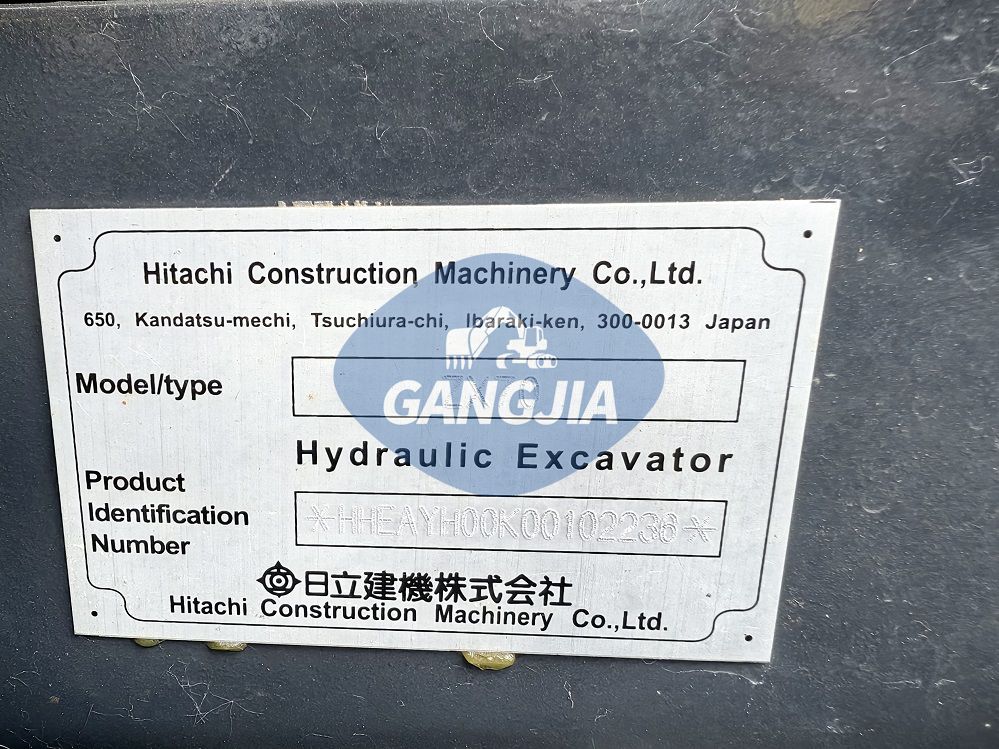 Hitachi Construction Machinery Co.,Ltd.
650, Kandatsu-mechi, Tsuchiura-chi, Ibaraki-ken, 300-0013 Japan
Model/type ZX70
GANGJIA
Hydraulic Excavator
Product
Identification
Number
*HHEAYH00K00102236*
日立建機株式会社
Hitachi Construction Machinery Co.,Ltd.